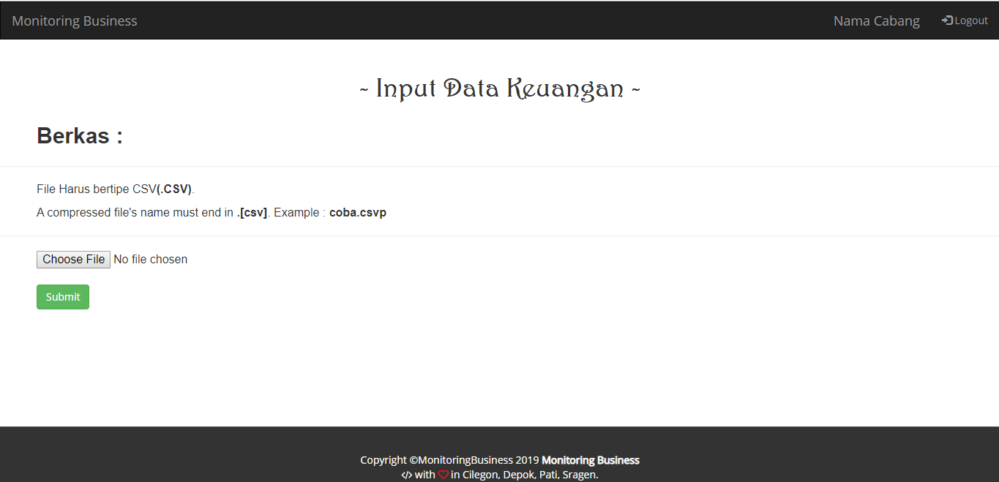 Monitoring Business Nama Cabang Logout
~ Input Data Keuangan ~
Berkas :
File Harus bertipe CSV(.CSV).
A compressed file's name must end in .[csv]. Example : coba.csvp
Choose File No file chosen
Submit
Copyright ©MonitoringBusiness 2019 Monitoring Business
</> with in Cilegon, Depok, Pati, Sragen.